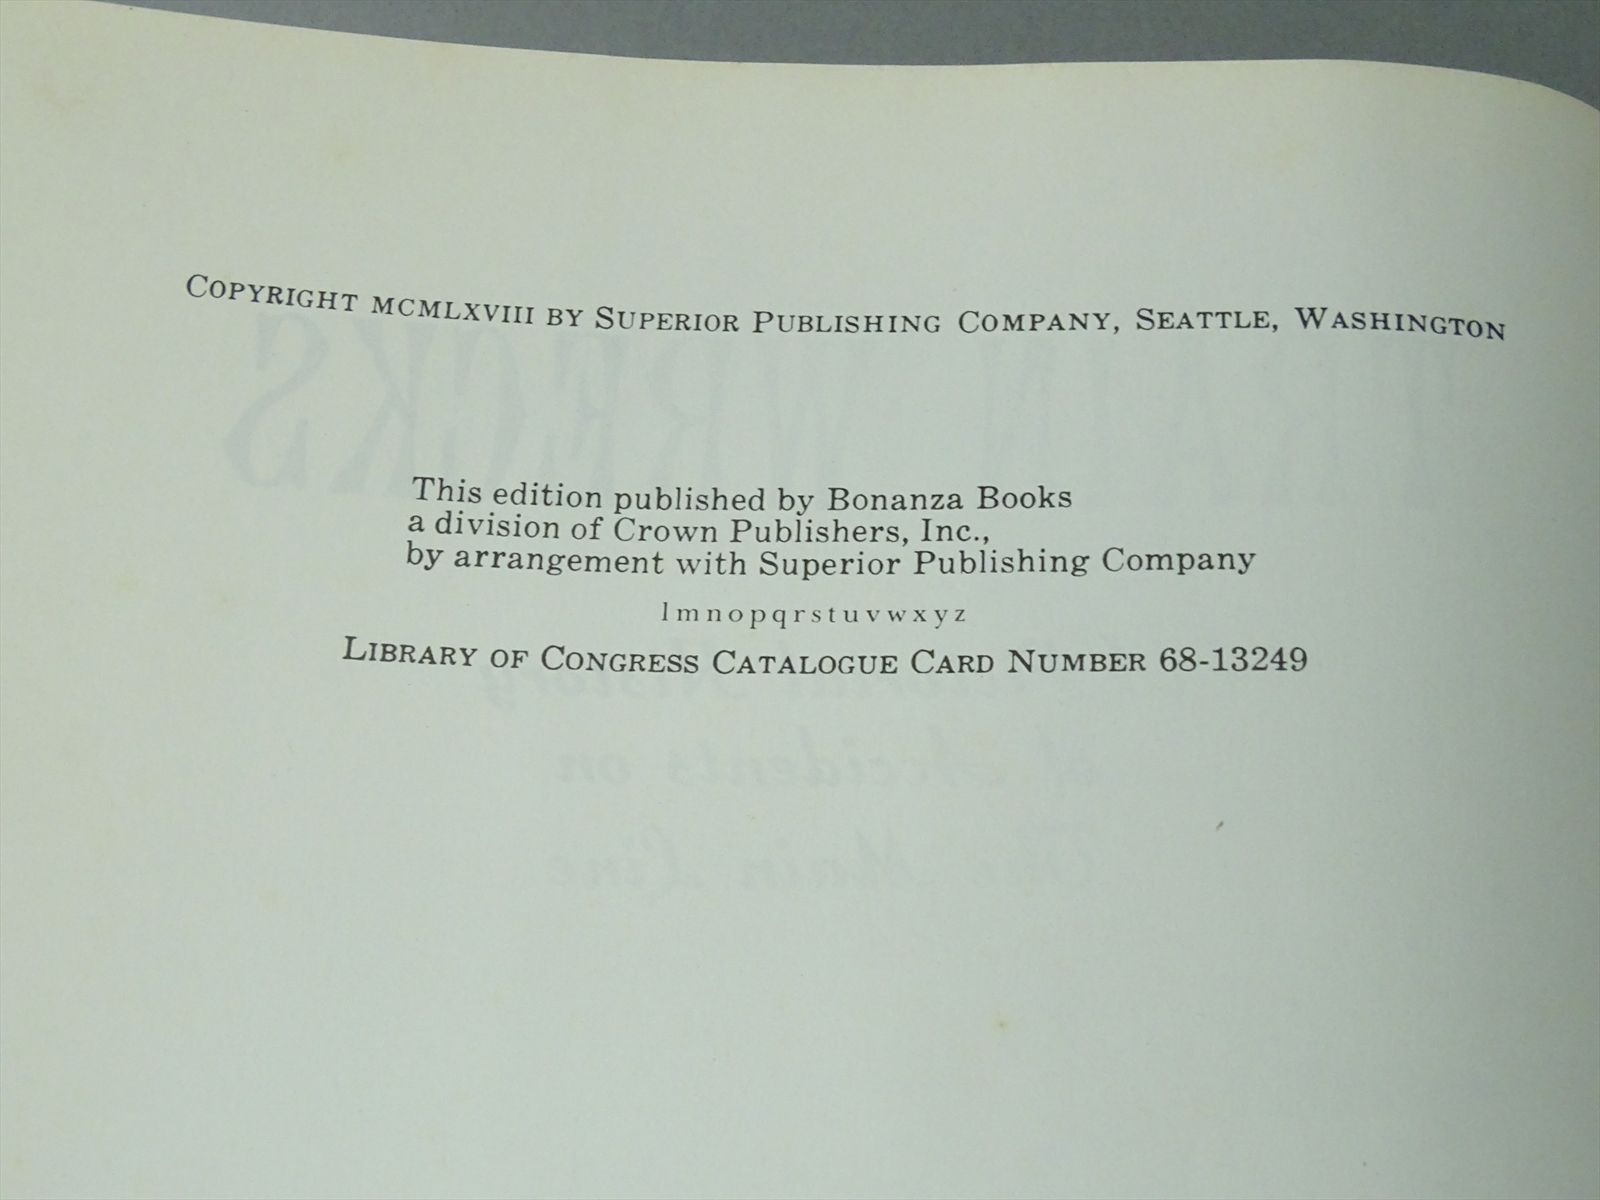 COPYRIGHT MCMLXVIII BY SUPERIOR PUBLISHING COMPANY, SEATTLE, WASHINGTON
This edition published by Bonanza Books
a division of Crown Publishers, Inc.,
by arrangement with Superior Publishing Company
l m n o p q r s t u v w x y z
LIBRARY OF CONGRESS CATALOGUE CARD NUMBER 68-13249